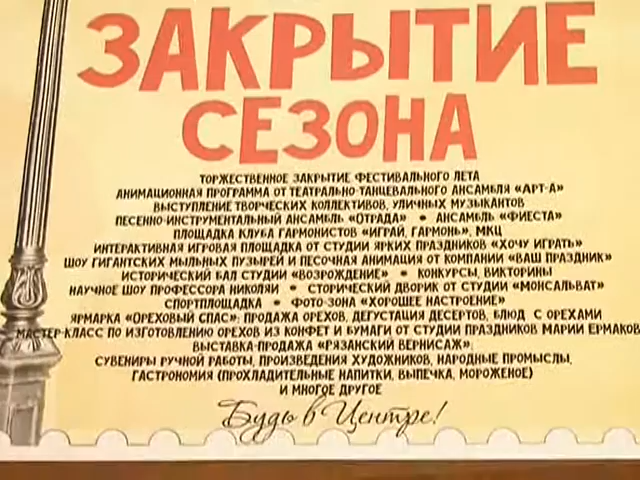 ЗАКРЫТИЕ
СЕЗОНА
ТОРЖЕСТВЕННОЕ ЗАКРЫТИЕ ФЕСТИВАЛЬНОГО ЛЕТА
АНИМАЦИОННАЯ ПРОГРАММА ОТ ТЕАТРАЛЬНО-ТАНЦЕВАЛЬНОГО АНСАМБЛЯ «АРТ-А»
ВЫСТУПЛЕНИЕ ТВОРЧЕСКИХ КОЛЛЕКТИВОВ, УЛИЧНЫХ МУЗЫКАНТОВ
ПЕСЕННО-ИНСТРУМЕНТАЛЬНЫЙ АНСАМБЛЬ «ОТРАДА» • АНСАМБЛЬ «ФИЕСТА»
ПЛОЩАДКА КЛУБА ГАРМОНИСТОВ «ИГРАЙ, ГАРМОНЬ», МКЦ
ИНТЕРАКТИВНАЯ ИГРОВАЯ ПЛОЩАДКА ОТ СТУДИИ ЯРКИХ ПРАЗДНИКОВ «ХОЧУ ИГРАТЬ»
ШОУ ГИГАНТСКИХ МЫЛЬНЫХ ПУЗЫРЕЙ И ПЕСОЧНАЯ АНИМАЦИЯ ОТ КОМПАНИИ «ВАШ ПРАЗДНИК»
ИСТОРИЧЕСКИЙ БАЛ СТУДИИ «ВОЗРОЖДЕНИЕ» • КОНКУРСЫ, ВИКТОРИНЫ
НАУЧНОЕ ШОУ ПРОФЕССОРА НИКОЛЯ • СТОРИЧЕСКИЙ ДВОРИК ОТ СТУДИИ «МОНСАЛЬВАТ»
СПОРТПЛОЩАДКА • ФОТО-ЗОНА «ХОРОШЕЕ НАСТРОЕНИЕ»
ЯРМАРКА «ОРЕХОВЫЙ СПАС»: ПРОДАЖА ОРЕХОВ, ДЕГУСТАЦИЯ ДЕСЕРТОВ, БЛЮД С ОРЕХАМИ
МАСТЕР-КЛАСС ПО ИЗГОТОВЛЕНИЮ ОРЕХОВ ИЗ КОНФЕТ И БУМАГИ ОТ СТУДИИ ПРАЗДНИКОВ МАРИИ ЕРМАКОВ
ВЫСТАВКА-ПРОДАЖА «РЯЗАНСКИЙ ВЕРНИСАЖ»:
СУВЕНИРЫ РУЧНОЙ РАБОТЫ, ПРОИЗВЕДЕНИЯ ХУДОЖНИКОВ, НАРОДНЫЕ ПРОМЫСЛЫ,
ГАСТРОНОМИЯ (ПРОХЛАДИТЕЛЬНЫЕ НАПИТКИ, ВЫПЕЧКА, МОРОЖЕНОЕ)
И МНОГОЕ ДРУГОЕ
Будь в Центре!